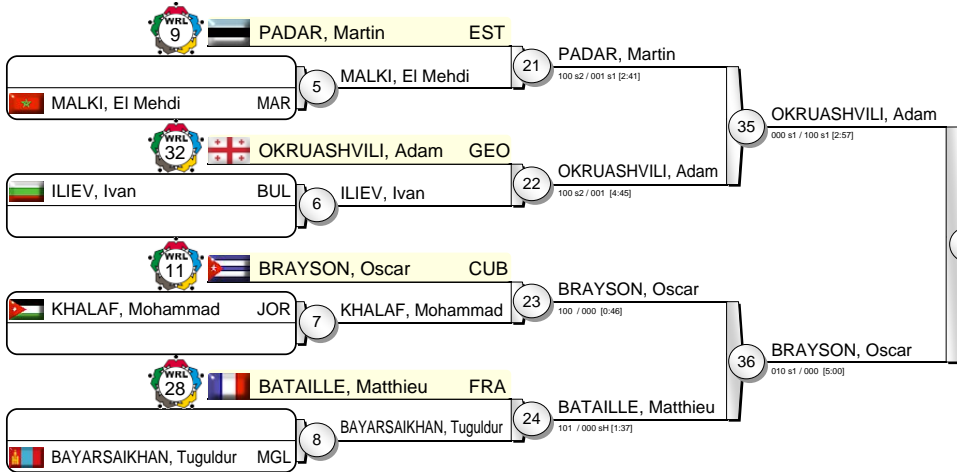 WRL
9
PADAR, Martin EST
MALKI, El Mehdi MAR
5
MALKI, El Mehdi
21
PADAR, Martin
100 s2 / 001 s1 [2:41]
WRL
32
OKRUASHVILI, Adam GEO
ILIEV, Ivan BUL
6
ILIEV, Ivan
22
OKRUASHVILI, Adam
100 s2 / 001 [4:45]
35
OKRUASHVILI, Adam
000 s1 / 100 s1 [2:57]
WRL
11
BRAYSON, Oscar CUB
KHALAF, Mohammad JOR
7
KHALAF, Mohammad
23
BRAYSON, Oscar
100 / 000 [0:46]
WRL
28
BATAILLE, Matthieu FRA
BAYARSAIKHAN, Tuguldur MGL
8
BAYARSAIKHAN, Tuguldur
24
BATAILLE, Matthieu
101 / 000 sH [1:37]
36
BRAYSON, Oscar
010 s1 / 000 [5:00]